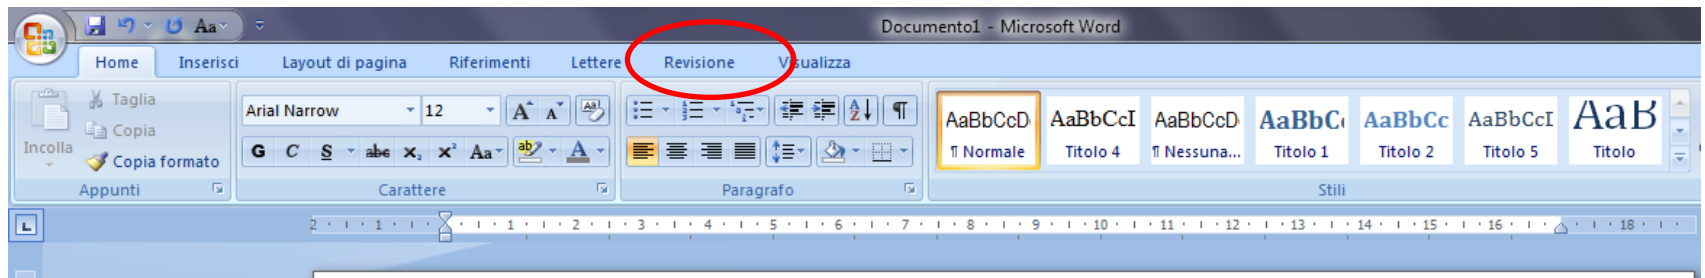 Documento1 - Microsoft Word
Home Inserisci Layout di pagina Riferimenti Lettere Revisione Visualizza
Incolla
Taglia
Copia
Copia formato
Appunti
Arial Narrow 12
G C S abe X₂ X² Aa
Carattere
Paragrafo
AaBbCcD AaBbCcI AaBbCcD AaBbC AaBbCc AaBbCcI AaB
¶ Normale Titolo 4 ¶ Nessuna... Titolo 1 Titolo 2 Titolo 5 Titolo
Stili
L 2 1 1 2 3 4 5 6 7 8 9 10 11 12 13 14 15 16 18